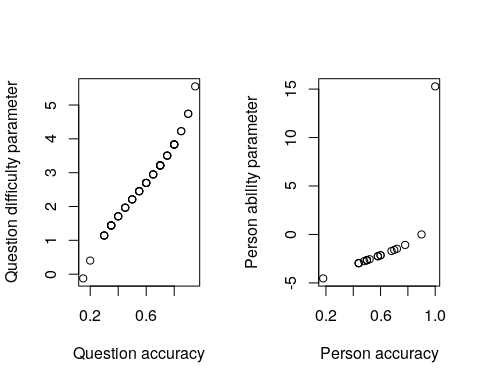 Question difficulty parameter
5
4
3
2
1
0
0.2 0.6
Question accuracy
Person ability parameter
15
10
5
0
-5
0.2 0.6 1.0
Person accuracy